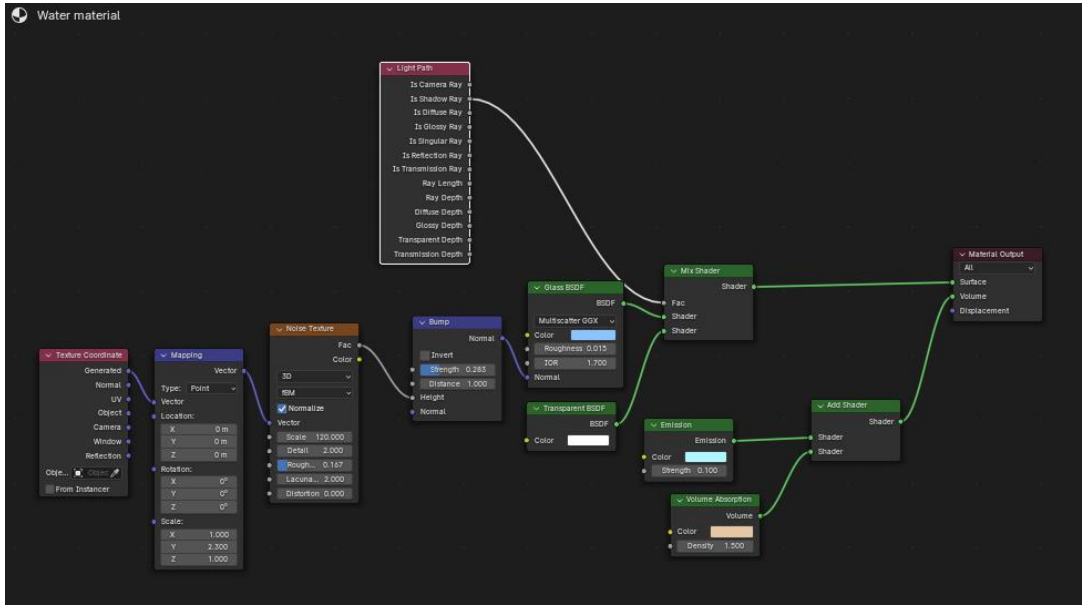 Water material
Light Path
Is Camera Ray
Is Shadow Ray
Is Diffuse Ray
Is Glossy Ray
Is Singular Ray
Is Reflection Ray
Is Transmission Ray
Ray Length
Ray Depth
Diffuse Depth
Glossy Depth
Transparent Depth
Transmission Depth
Texture Coordinate
Generated
Normal
UV
Object
Camera
Window
Reflection
Obje... Objec
From Instancer
Mapping
Vector
Type: Point
Vector
Location:
X 0 m
Y 0 m
Z 0 m
Rotation:
X 0°
Y 0°
Z 0°
Scale:
X 1.000
Y 2.300
Z 1.000
Noise Texture
Fac
Color
3D
fBM
Normalize
Vector
Scale 120.000
Detail 2.000
Rough... 0.167
Lacuna... 2.000
Distortion 0.000
Bump
Normal
Invert
Strength 0.283
Distance 1.000
Height
Normal
Glass BSDF
BSDF
Multiscatter GGX
Color
Roughness 0.015
IOR 1.700
Normal
Transparent BSDF
BSDF
Color
Mix Shader
Shader
Fac
Shader
Shader
Emission
Emission
Color
Strength 0.100
Volume Absorption
Volume
Color
Density 1.500
Add Shader
Shader
Shader
Shader
Material Output
All
Surface
Volume
Displacement